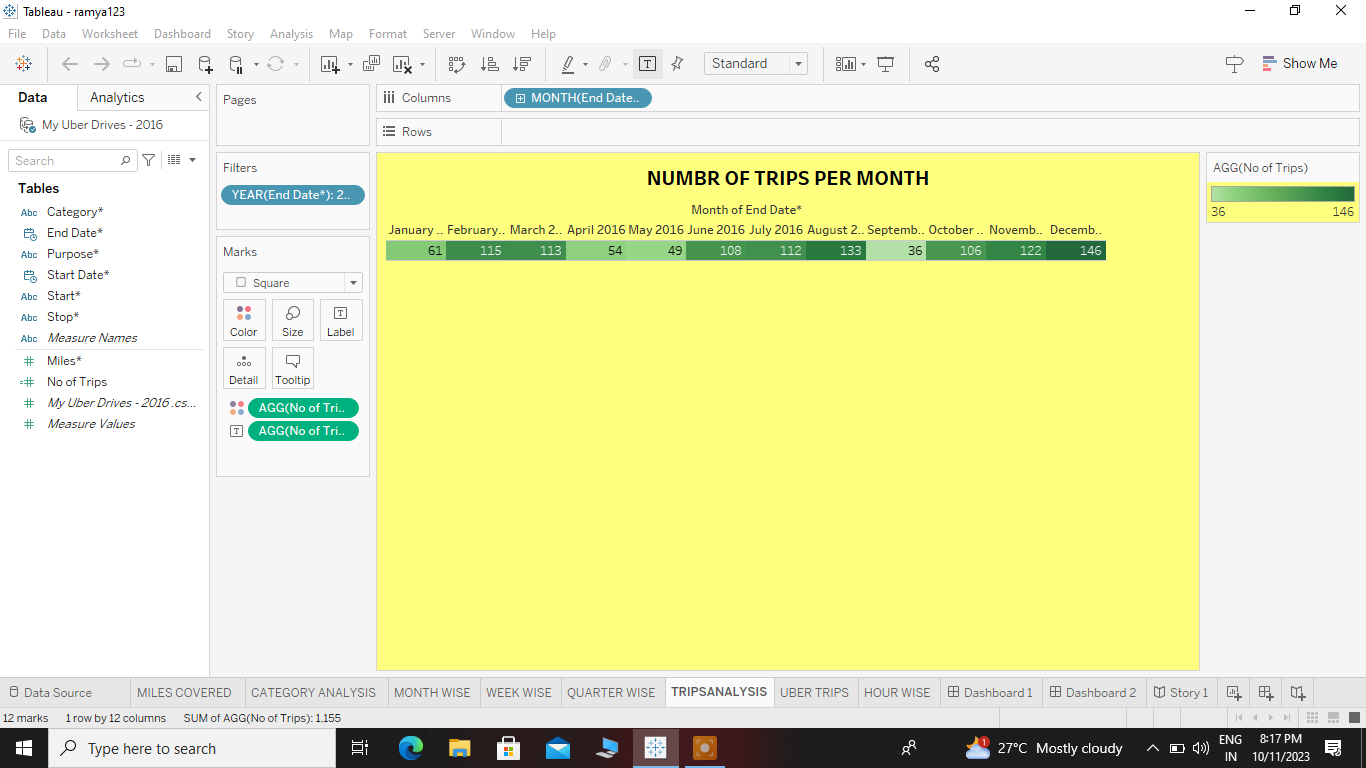 Tableau - ramya123
File Data Worksheet Dashboard Story Analysis Map Format Server Window Help
Standard
Show Me
Data Analytics
My Uber Drives - 2016
Search
Tables
Abc Category*
End Date*
Abc Purpose*
Start Date*
Abc Start*
Abc Stop*
Abc Measure Names
Miles*
No of Trips
My Uber Drives - 2016 .cs...
Measure Values
Pages
Filters
YEAR(End Date*): 2..
Marks
Square
Color Size Label
Detail Tooltip
AGG(No of Tri..
AGG(No of Tri..
Columns MONTH(End Date..
Rows
NUMBR OF TRIPS PER MONTH
Month of End Date*
January .. February.. March 2.. April 2016 May 2016 June 2016 July 2016 August 2.. Septemb.. October .. Novemb.. Decemb..
61 115 113 54 49 108 112 133 36 106 122 146
AGG(No of Trips)
36 146
Data Source MILES COVERED CATEGORY ANALYSIS MONTH WISE WEEK WISE QUARTER WISE TRIPSANALYSIS UBER TRIPS HOUR WISE Dashboard 1 Dashboard 2 Story 1
12 marks 1 row by 12 columns SUM of AGG(No of Trips): 1,155
Type here to search
1
27°C Mostly cloudy
ENG
IN
8:17 PM
10/11/2023